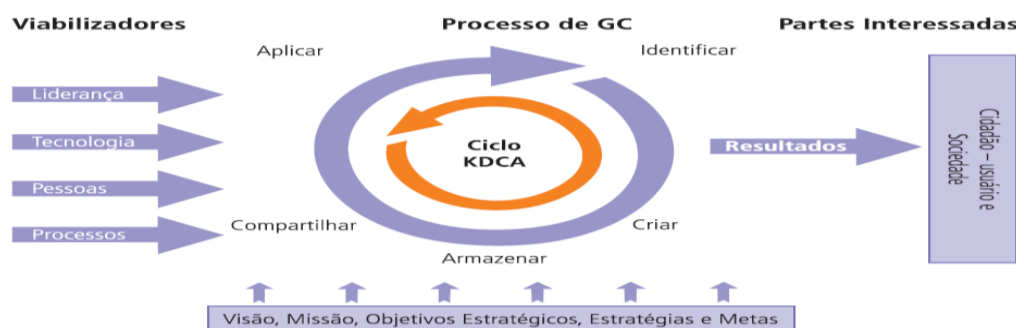 Viabilizadores
Processo de GC
Partes Interessadas
Aplicar
Identificar
Liderança
Tecnologia
Pessoas
Processos
Ciclo
KDCA
Compartilhar
Criar
Armazenar
Resultados
Cidadão – usuário e
Sociedade
Visão, Missão, Objetivos Estratégicos, Estratégias e Metas